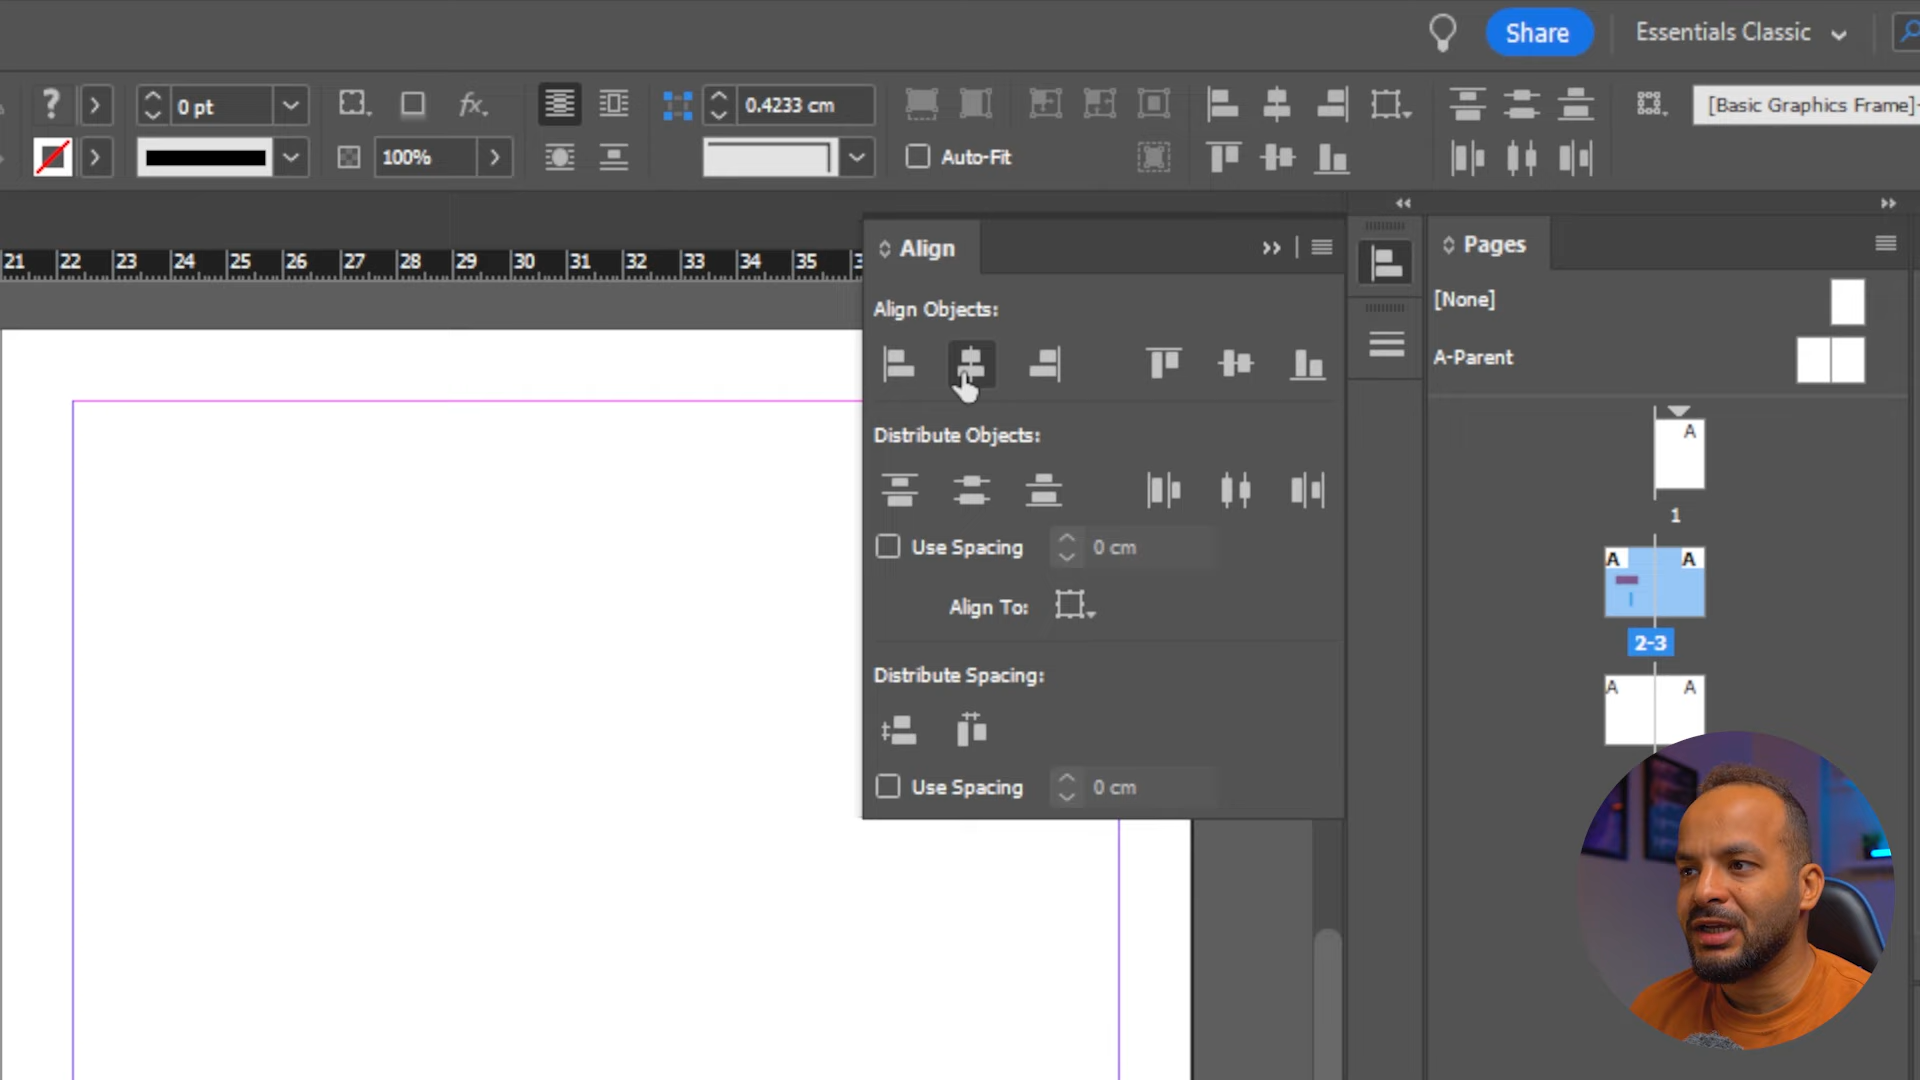 Share
Essentials Classic
? 0 pt
fx.
0.4233 cm
[Basic Graphics Frame]
100%
Auto-Fit
Align
Pages
21 22 23 24 25 26 27 28 29 30 31 32 33 34 35
Align Objects:
[None]
A-Parent
Distribute Objects:
A
1
Use Spacing 0 cm
A A
Align To:
2-3
Distribute Spacing:
A A
Use Spacing 0 cm